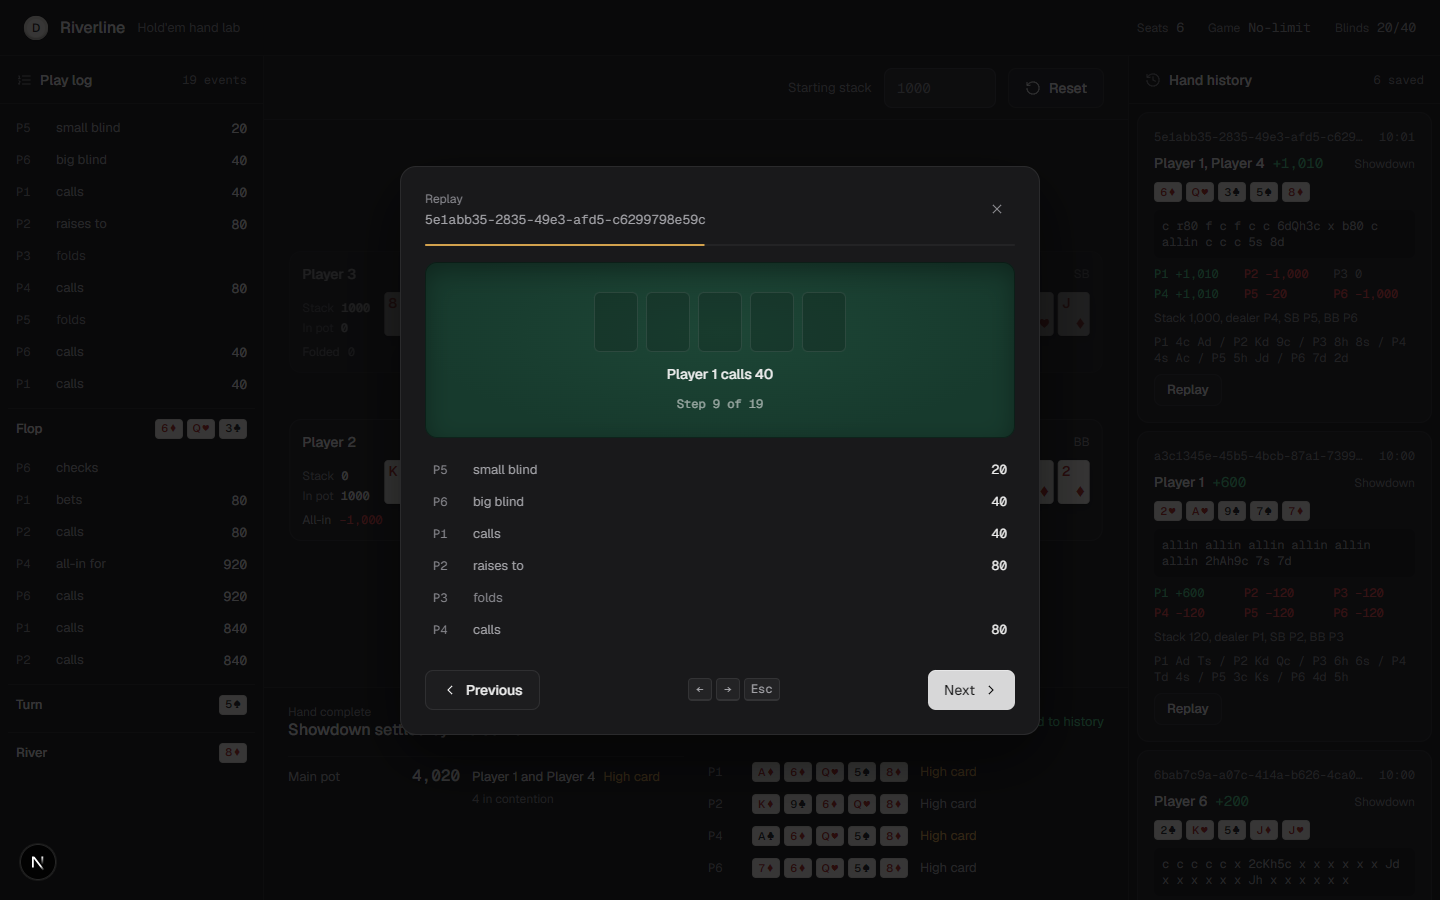 D Riverline Hold'em hand lab
Seats 6 Game No-limit Blinds 20/40
Play log 19 events
P5 small blind 20
P6 big blind 40
P1 calls 40
P2 raises to 80
P3 folds
P4 calls 80
P5 folds
P6 calls 40
P1 calls 40
Flop 6♦ Q♥ 3♣
P6 checks
P1 bets 80
P2 calls 80
P4 all-in for 920
P6 calls 920
P1 calls 840
P2 calls 840
Turn 5♠
River 8♦
N
Starting stack 1000 Reset
Player 3 SB
Stack 1000
In pot 0
Folded 0
8
J
♥ ♦
Player 2 BB
Stack 0
In pot 1000
All-in −1,000
K
2
♦ ♦
Replay
5e1abb35-2835-49e3-afd5-c6299798e59c
Player 1 calls 40
Step 9 of 19
P5 small blind 20
P6 big blind 40
P1 calls 40
P2 raises to 80
P3 folds
P4 calls 80
Previous
← → Esc
Next
Hand complete
Showdown sett
d to history
Main pot 4,020 Player 1 and Player 4 High card
4 in contention
P1 A♦ 6♦ Q♥ 5♠ 8♦ High card
P2 K♦ 9♣ 6♦ Q♥ 8♦ High card
P4 A♣ 6♦ Q♥ 5♠ 8♦ High card
P6 7♦ 6♦ Q♥ 5♠ 8♦ High card
Hand history 6 saved
5e1abb35-2835-49e3-afd5-c629… 10:01
Player 1, Player 4 +1,010 Showdown
6♦ Q♥ 3♣ 5♠ 8♦
c r80 f c f c c 6dQh3c x b80 c
allin c c c 5s 8d
P1 +1,010 P2 −1,000 P3 0
P4 +1,010 P5 −20 P6 −1,000
Stack 1,000, dealer P4, SB P5, BB P6
P1 4c Ad / P2 Kd 9c / P3 8h 8s / P4
4s Ac / P5 5h Jd / P6 7d 2d
Replay
a3c1345e-45b5-4bcb-87a1-7399… 10:00
Player 1 +600 Showdown
2♥ A♥ 9♣ 7♠ 7♦
allin allin allin allin allin
allin 2hAh9c 7s 7d
P1 +600 P2 −120 P3 −120
P4 −120 P5 −120 P6 −120
Stack 120, dealer P1, SB P2, BB P3
P1 Ad Ts / P2 Kd Qc / P3 6h 6s / P4
Td 4s / P5 3c Ks / P6 4d 5h
Replay
6bab7c9a-a07c-414a-b626-4ca0… 10:00
Player 6 +200 Showdown
2♣ K♥ 5♣ J♦ J♥
c c c c c x 2cKh5c x x x x x x Jd
x x x x x x Jh x x x x x x